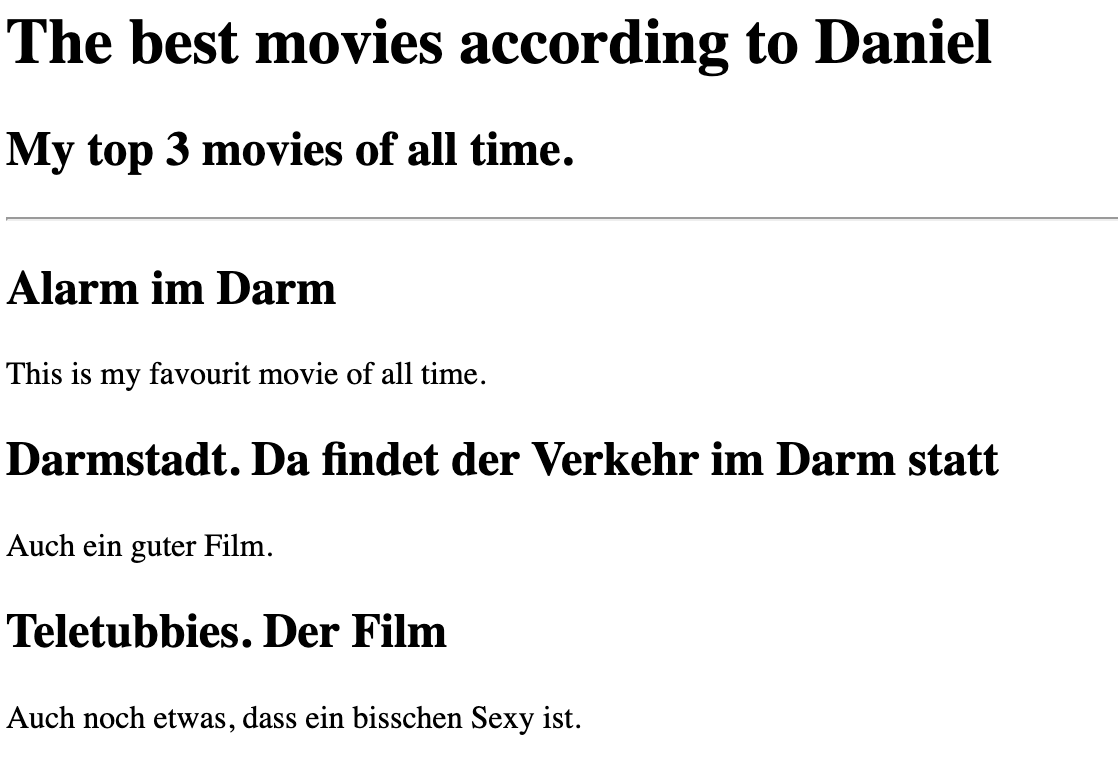 The best movies according to Daniel
My top 3 movies of all time.
Alarm im Darm
This is my favourit movie of all time.
Darmstadt. Da findet der Verkehr im Darm statt
Auch ein guter Film.
Teletubbies. Der Film
Auch noch etwas, dass ein bisschen Sexy ist.